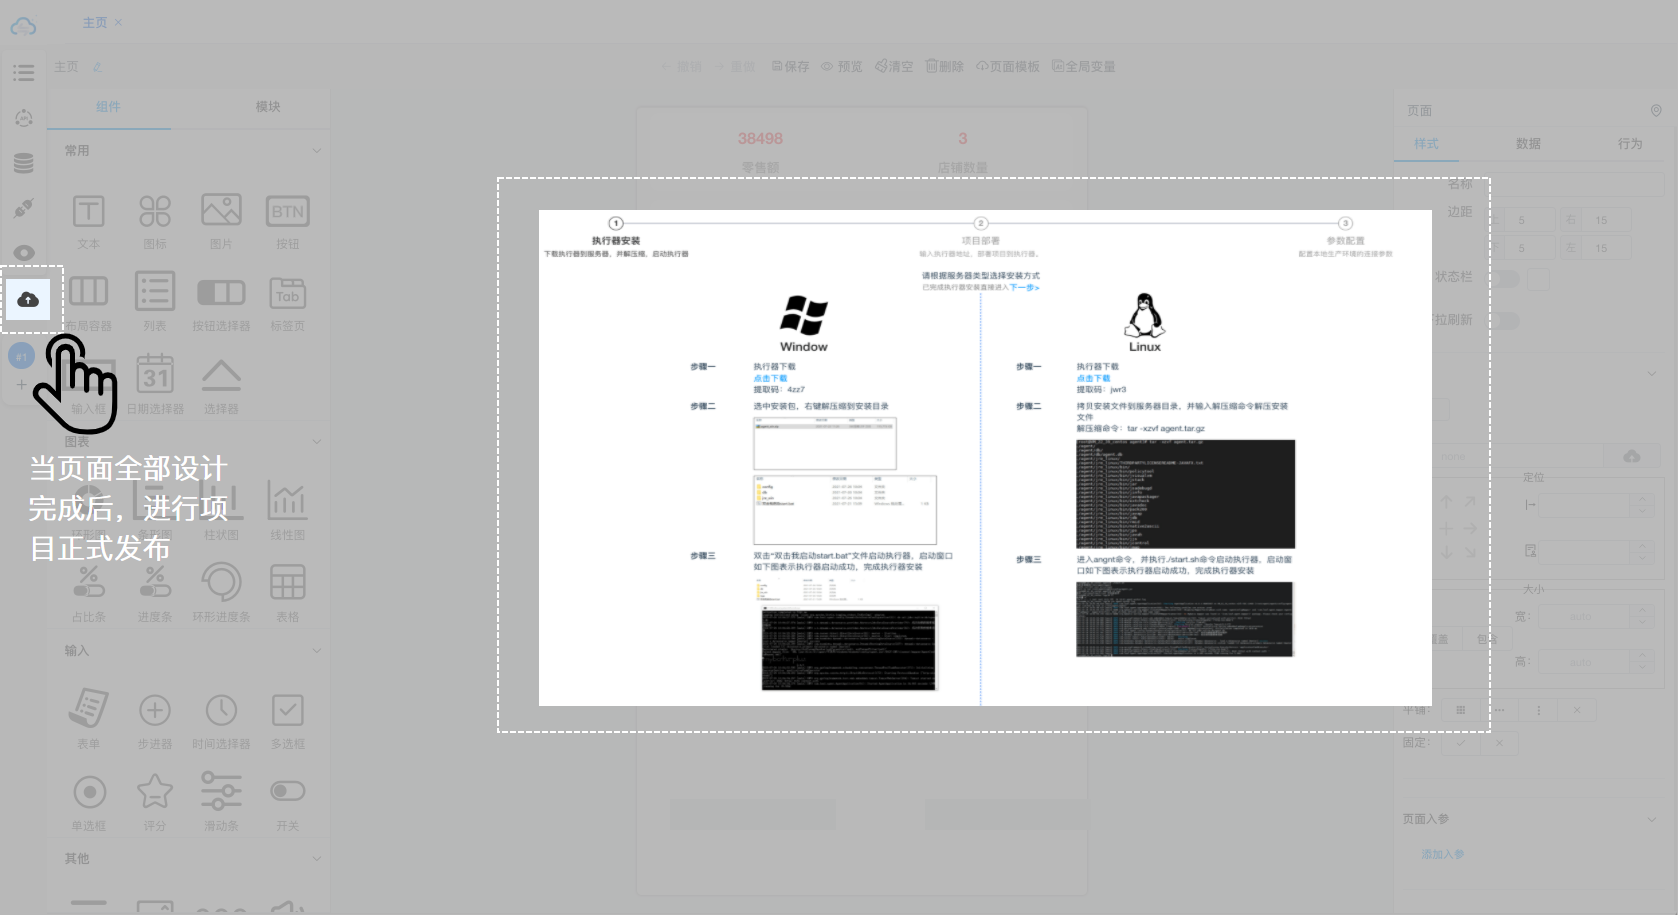 主页 ×
主页
撤销 重做 保存 预览 清空 删除 页面模板 全局变量
组件 模块
常用
文本 图标 图片 BTN 按钮
布局容器 列表 按钮选择器 Tab 标签页
#1
输入框 31 日期选择器 选择器
图表
环形图 条形图 柱状图 线性图
占比条 进度条 环形进度条 表格
输入
表单 步进器 时间选择器 多选框
单选框 评分 滑动条 开关
其他
当页面全部设计
完成后，进行项
目正式发布
38498 3
零售额 店铺数量
1 2 3
执行器安装 项目部署 参数配置
下载执行器到服务器，并解压缩，启动执行器 输入执行器地址，部署项目到执行器。 配置本地生产环境的连接参数
请根据服务器类型选择安装方式
已完成执行器安装直接进入下一步>
Window
步骤一 执行器下载
点击下载
提取码：4zz7
步骤二 选中安装包，右键解压缩到安装目录
步骤三 双击“双击我启动start.bat”文件启动执行器，启动窗口
如下图表示执行器启动成功，完成执行器安装
Linux
步骤一 执行器下载
点击下载
提取码：jwr3
步骤二 拷贝安装文件到服务器目录，并输入解压缩命令解压安装
文件
解压缩命令：tar -xzvf agent.tar.gz
步骤三 进入angnt命令，并执行./start.sh命令启动执行器，启动窗
口如下图表示执行器启动成功，完成执行器安装
页面
样式 数据 行为
名称
边距 5 右 15
5 左 15
状态栏
拉刷新
none
定位
大小
宽: auto
覆盖 包含
高: auto
平铺:
固定:
页面入参
添加入参